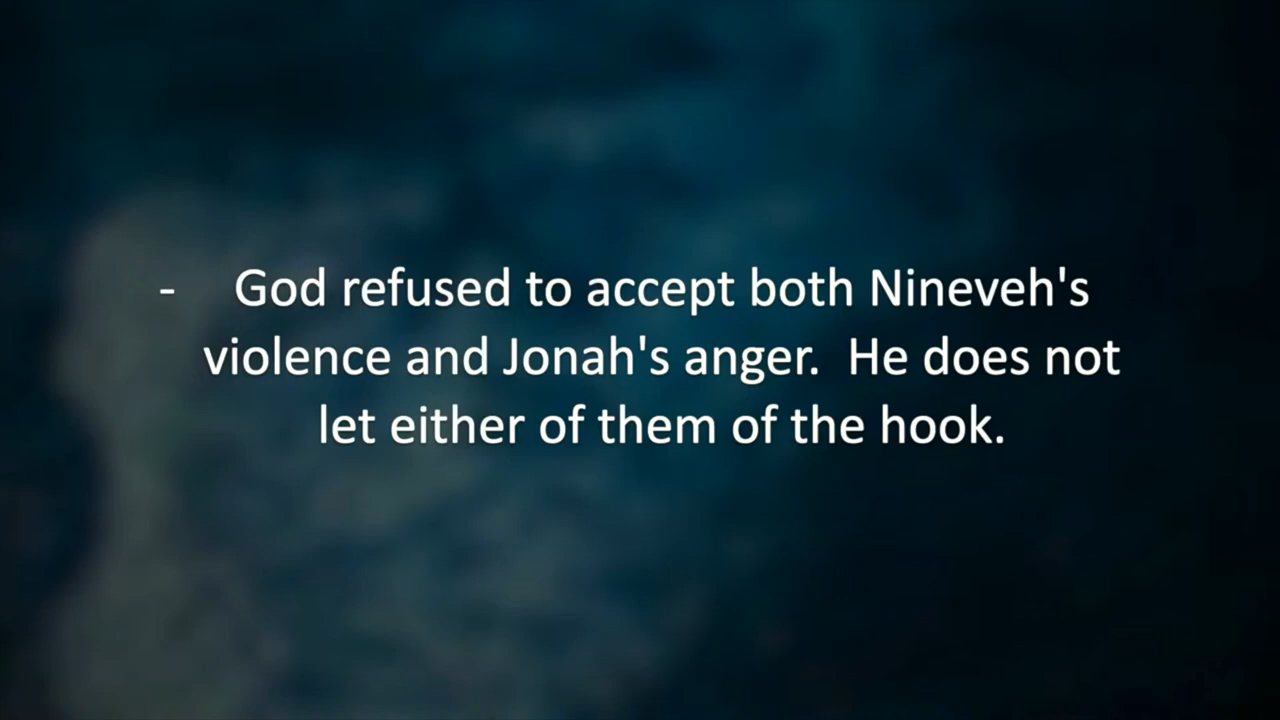 - God refused to accept both Nineveh's
violence and Jonah's anger.  He does not
let either of them of the hook.